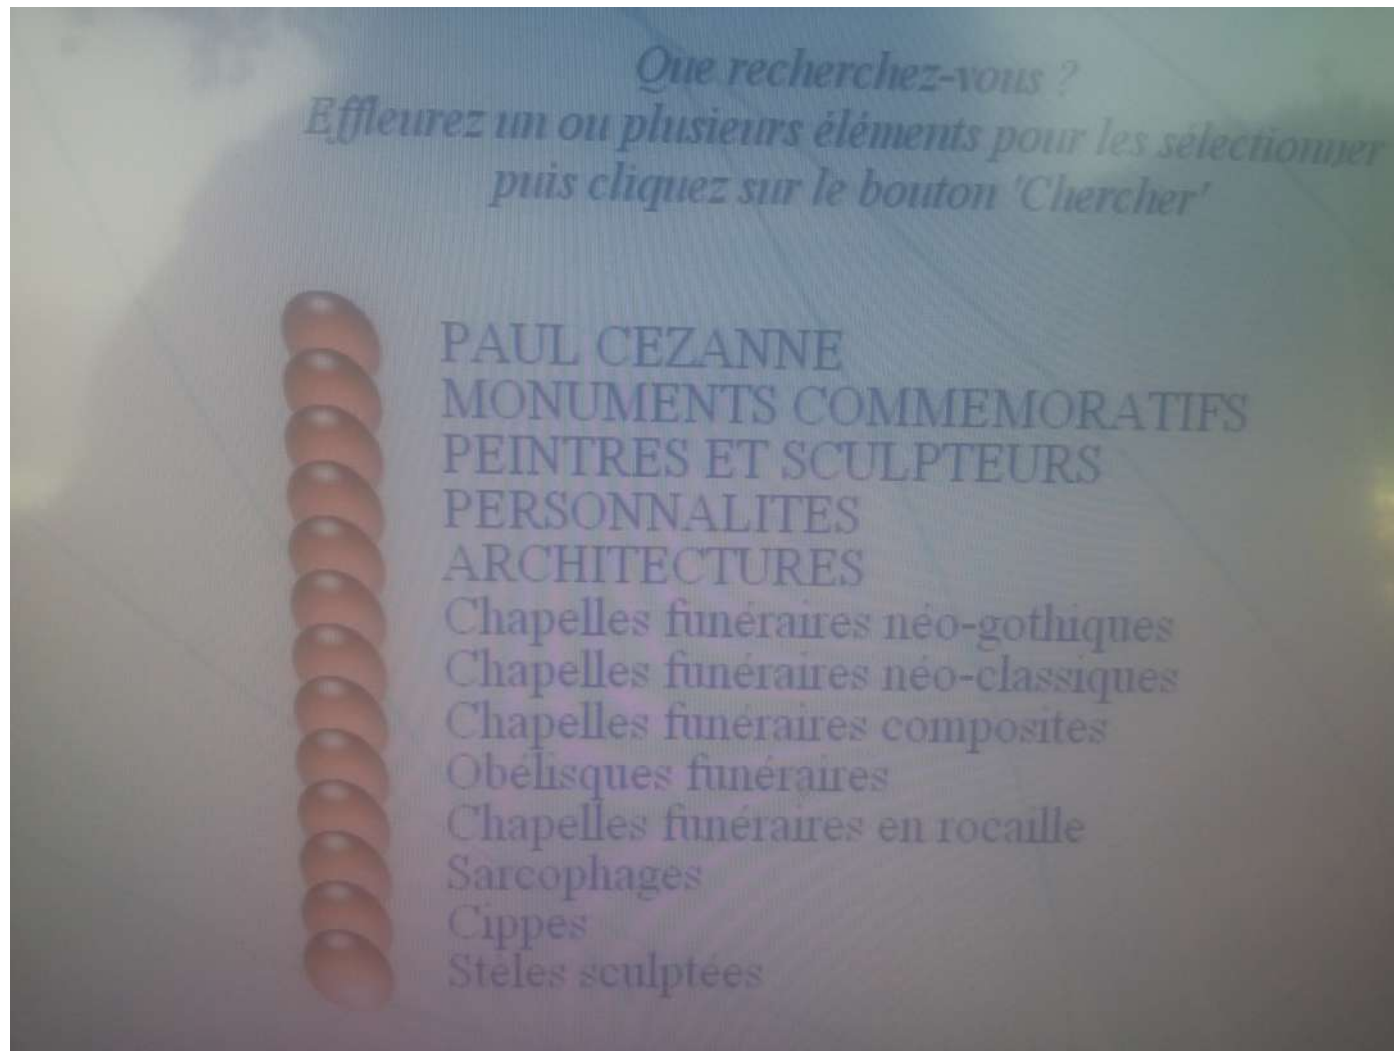 Que recherchez-vous ?
Effleurez un ou plusieurs éléments pour les sélectionner
puis cliquez sur le bouton 'Chercher'
PAUL CEZANNE
MONUMENTS COMMEMORATIFS
PEINTRES ET SCULPTEURS
PERSONNALITES
ARCHITECTURES
Chapelles funéraires néo-gothiques
Chapelles funéraires néo-classiques
Chapelles funéraires composites
Obélisques funéraires
Chapelles funéraires en rocaille
Sarcophages
Cippes
Stèles sculptées